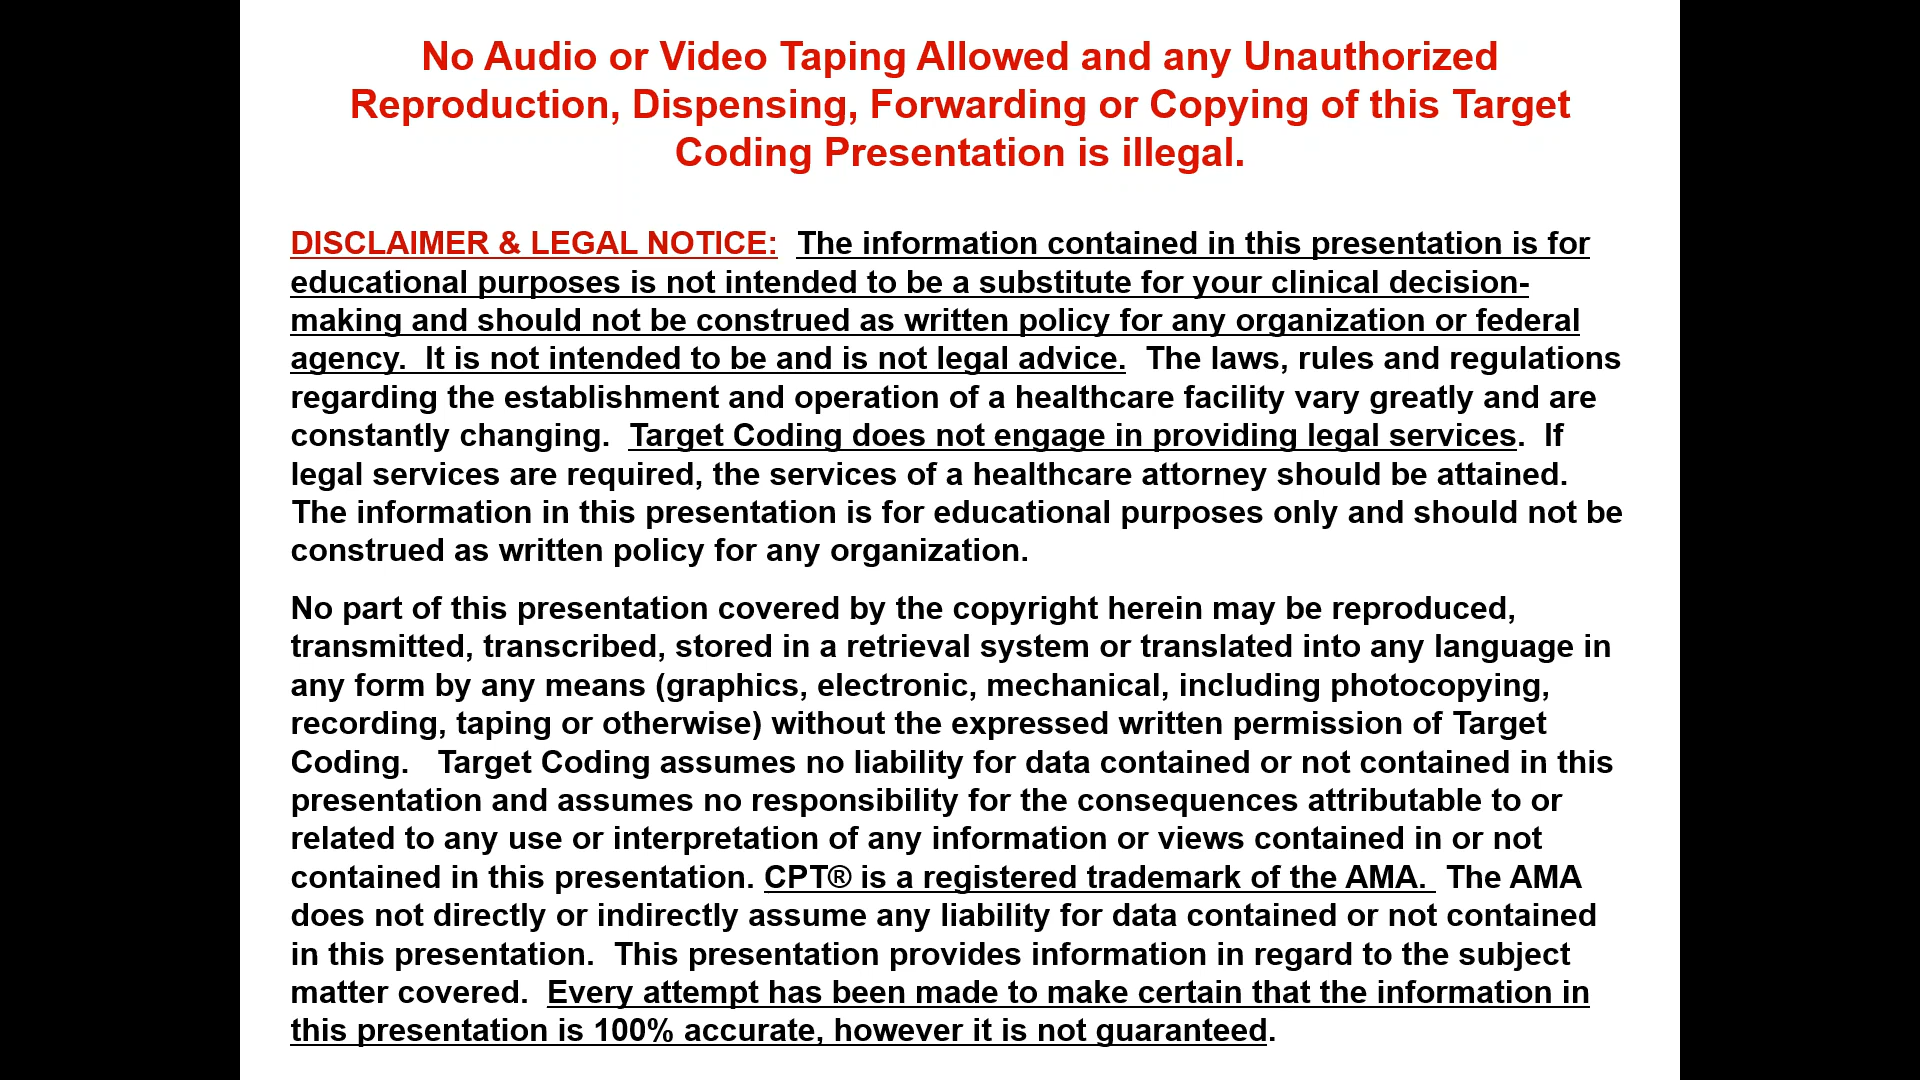 No Audio or Video Taping Allowed and any Unauthorized
Reproduction, Dispensing, Forwarding or Copying of this Target
Coding Presentation is illegal.
DISCLAIMER & LEGAL NOTICE: The information contained in this presentation is for
educational purposes is not intended to be a substitute for your clinical decision-
making and should not be construed as written policy for any organization or federal
agency. It is not intended to be and is not legal advice. The laws, rules and regulations
regarding the establishment and operation of a healthcare facility vary greatly and are
constantly changing. Target Coding does not engage in providing legal services. If
legal services are required, the services of a healthcare attorney should be attained.
The information in this presentation is for educational purposes only and should not be
construed as written policy for any organization.
No part of this presentation covered by the copyright herein may be reproduced,
transmitted, transcribed, stored in a retrieval system or translated into any language in
any form by any means (graphics, electronic, mechanical, including photocopying,
recording, taping or otherwise) without the expressed written permission of Target
Coding. Target Coding assumes no liability for data contained or not contained in this
presentation and assumes no responsibility for the consequences attributable to or
related to any use or interpretation of any information or views contained in or not
contained in this presentation. CPT® is a registered trademark of the AMA. The AMA
does not directly or indirectly assume any liability for data contained or not contained
in this presentation. This presentation provides information in regard to the subject
matter covered. Every attempt has been made to make certain that the information in
this presentation is 100% accurate, however it is not guaranteed.